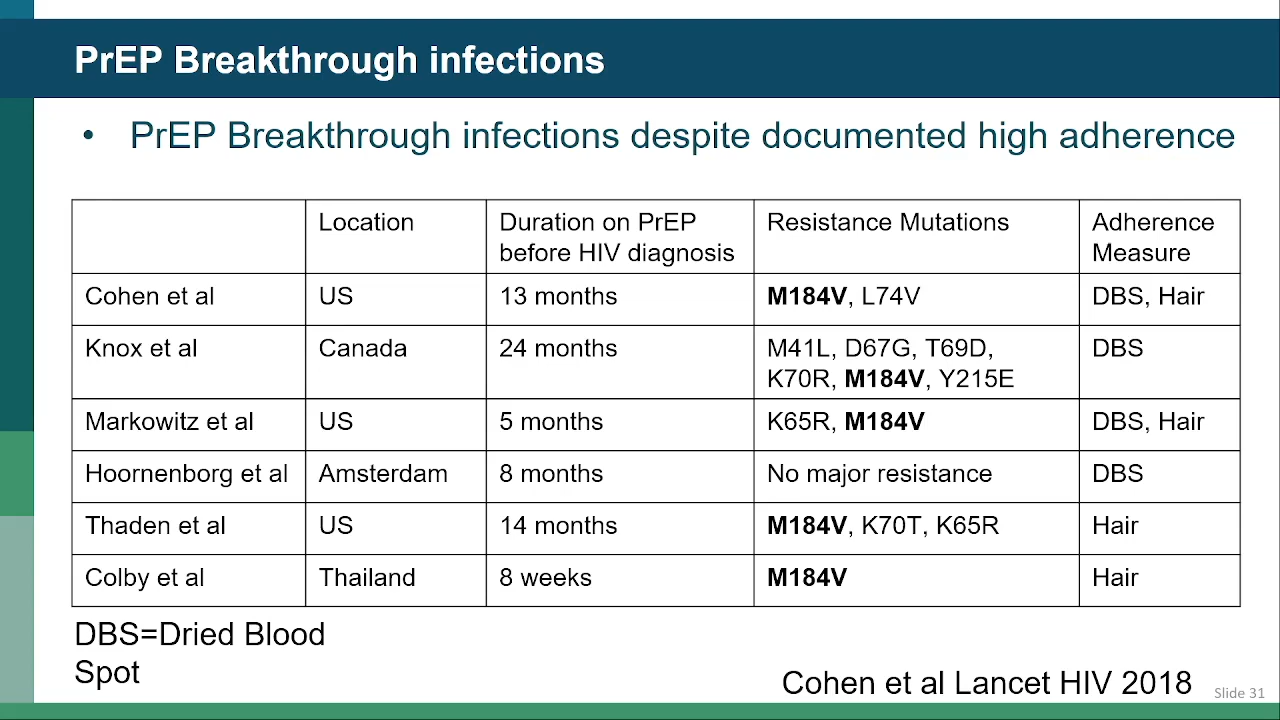 PrEP Breakthrough infections
• PrEP Breakthrough infections despite documented high adherence
Location
Duration on PrEP
before HIV diagnosis
Resistance Mutations
Adherence
Measure
Cohen et al
US
13 months
M184V, L74V
DBS, Hair
Knox et al
Canada
24 months
M41L, D67G, T69D,
K70R, M184V, Y215E
DBS
Markowitz et al
US
5 months
K65R, M184V
DBS, Hair
Hoornenborg et al
Amsterdam
8 months
No major resistance
DBS
Thaden et al
US
14 months
M184V, K70T, K65R
Hair
Colby et al
Thailand
8 weeks
M184V
Hair
DBS=Dried Blood
Spot
Cohen et al Lancet HIV 2018
Slide 31